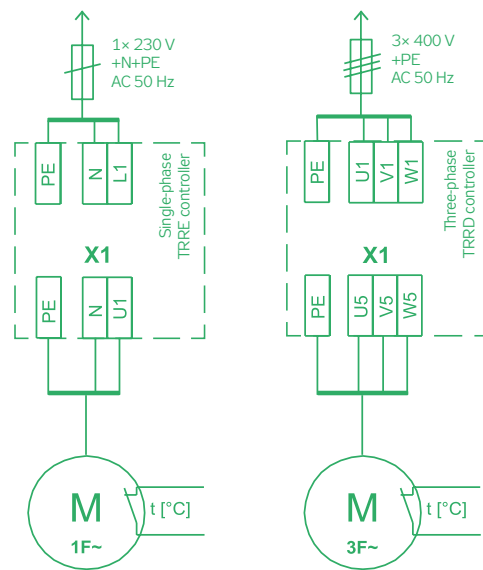 1× 230 V
+N+PE
AC 50 Hz
PE
N
L1
Single-phase
TRRE controller
X1
PE
N
U1
M
1F~
t [°C]
3× 400 V
+PE
AC 50 Hz
PE
U1
V1
W1
Three-phase
TRRD controller
X1
PE
U5
V5
W5
M
3F~
t [°C]